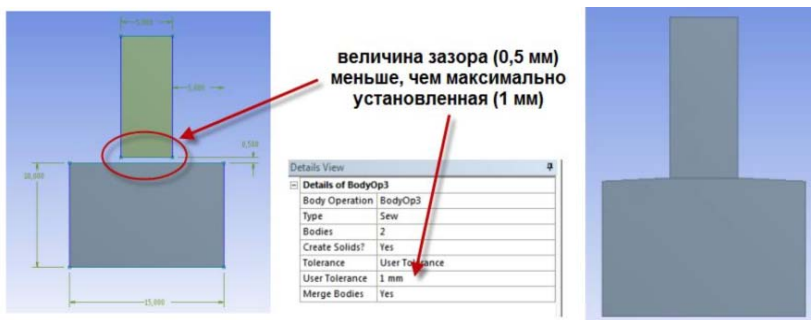 5,000
величина зазора (0,5 мм)
меньше, чем максимально
установленная (1 мм)
5,000
0,500
10,000
15,000
Details View
Details of BodyOp3
Body Operation BodyOp3
Type Sew
Bodies 2
Create Solids? Yes
Tolerance User Tolerance
User Tolerance 1 mm
Merge Bodies Yes